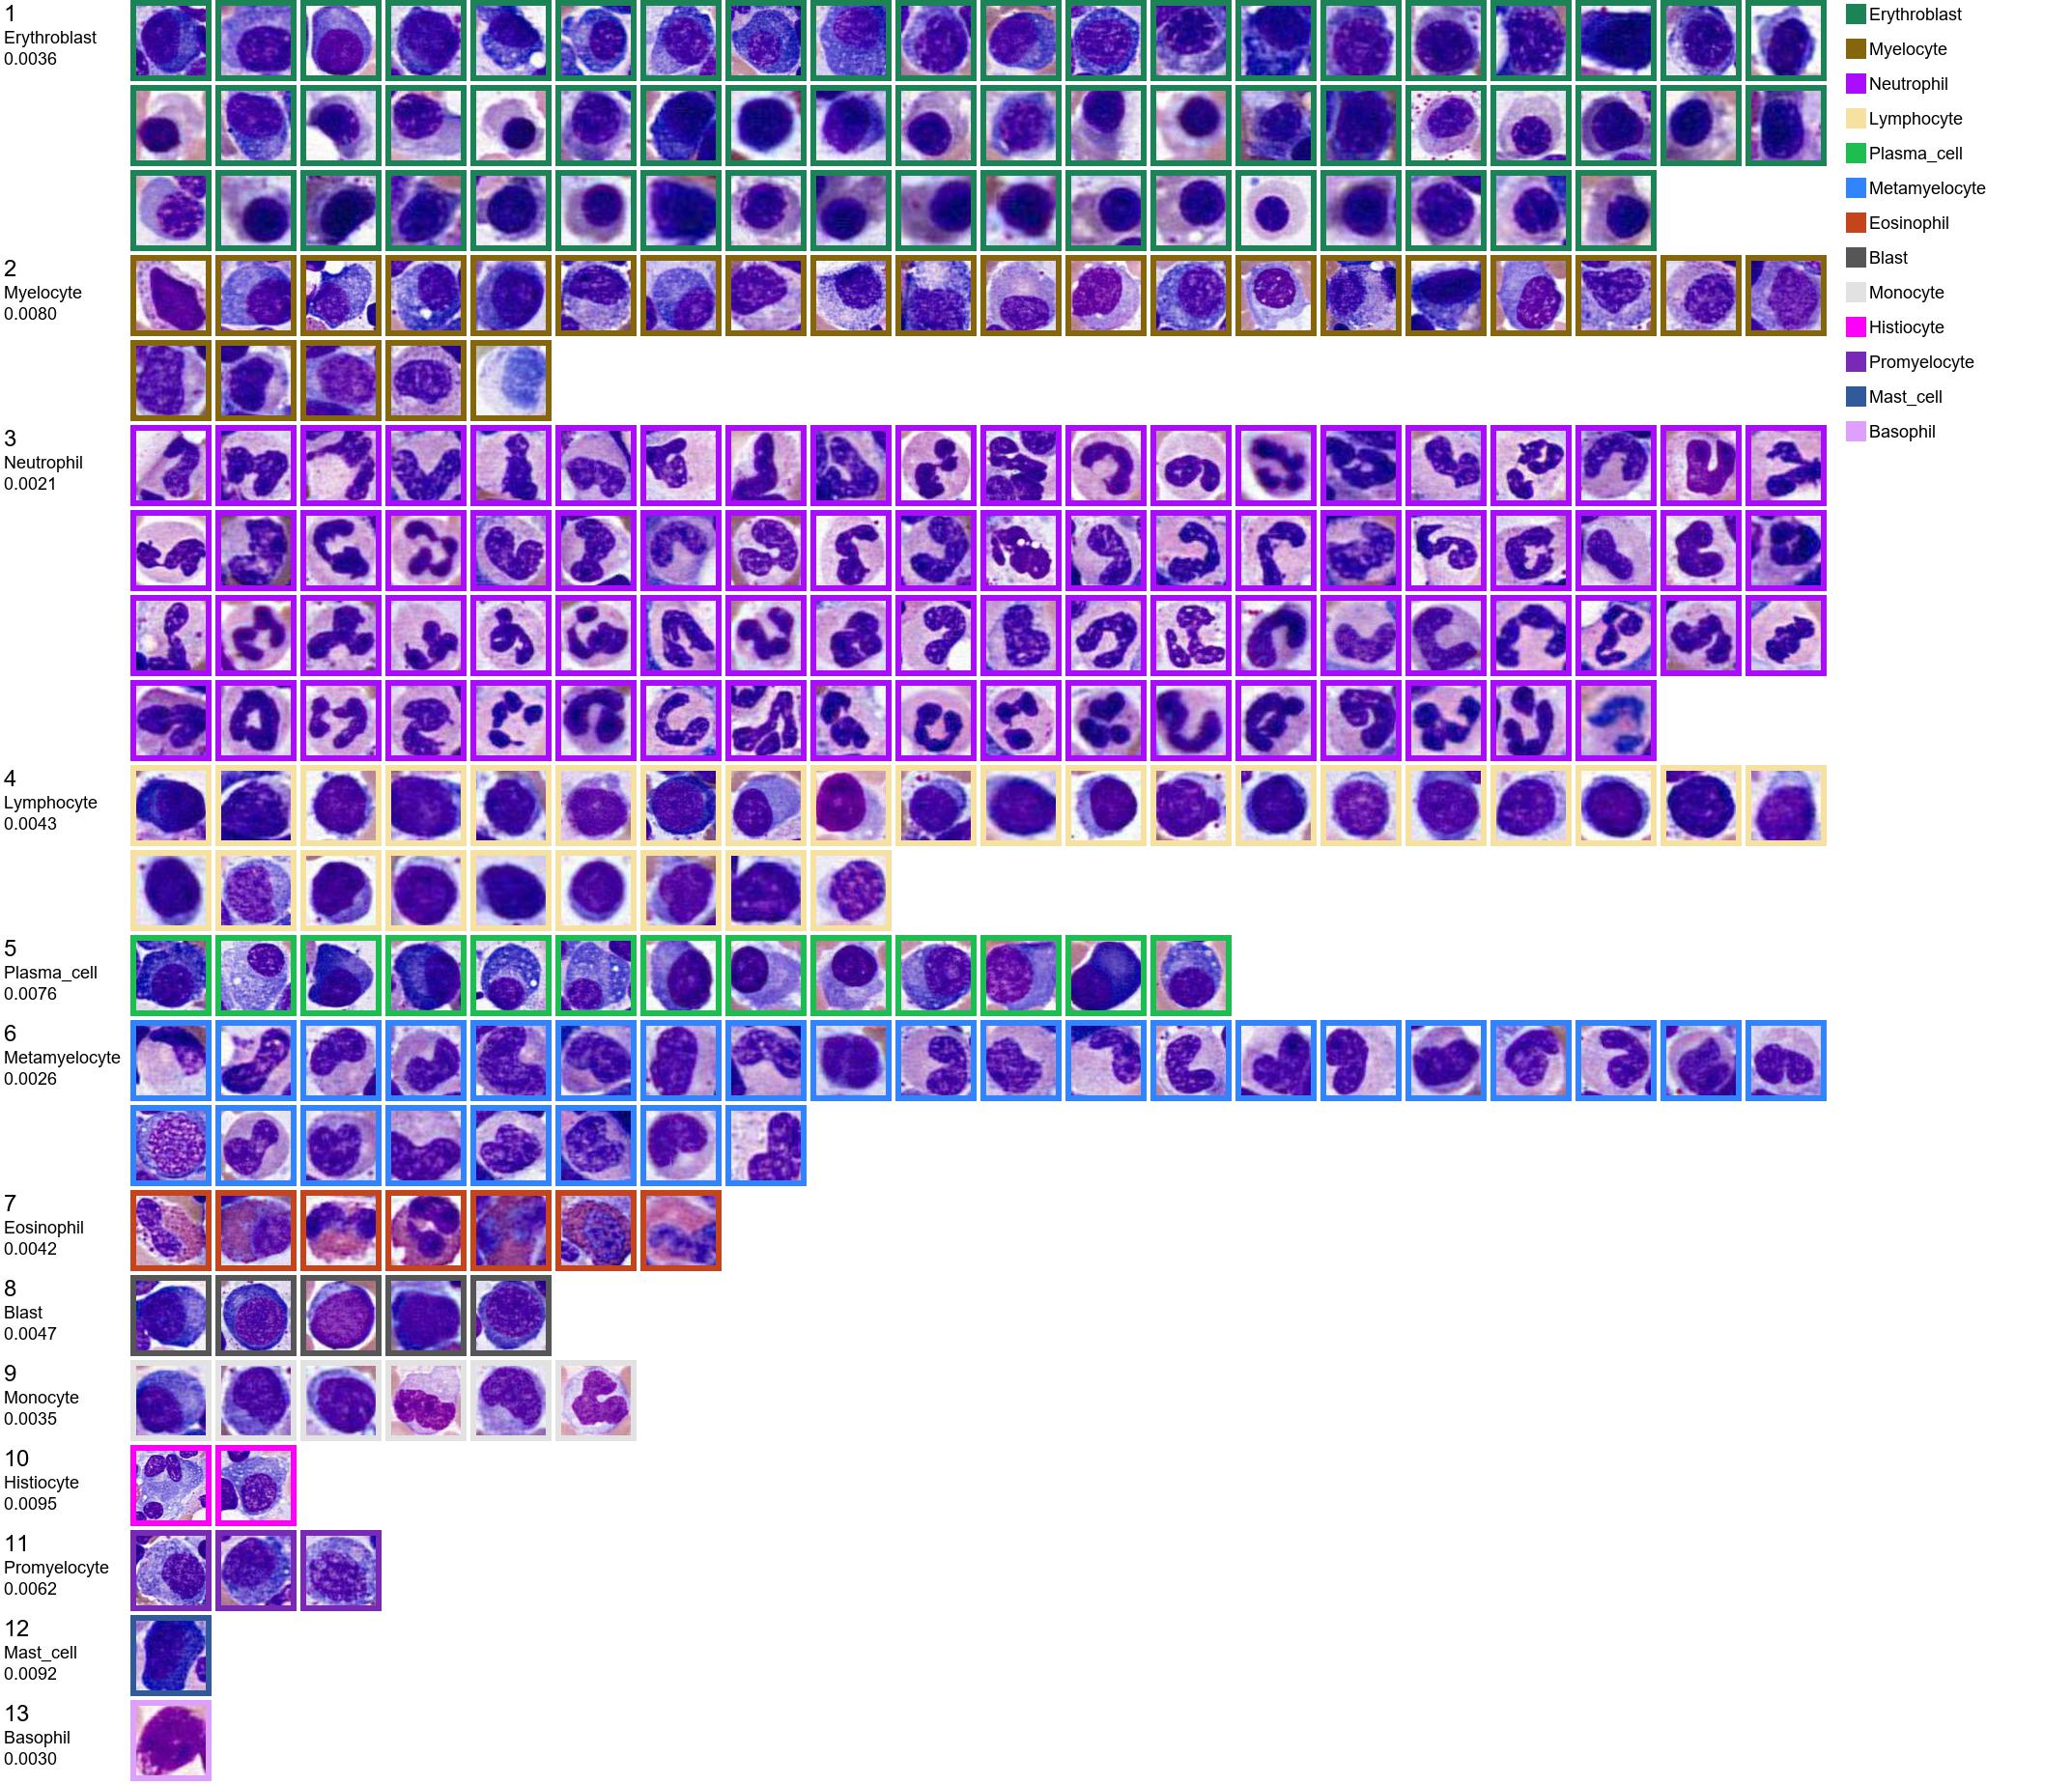 1
Erythroblast
0.0036
2
Myelocyte
0.0080
3
Neutrophil
0.0021
4
Lymphocyte
0.0043
5
Plasma_cell
0.0076
6
Metamyelocyte
0.0026
7
Eosinophil
0.0042
8
Blast
0.0047
9
Monocyte
0.0035
10
Histiocyte
0.0095
11
Promyelocyte
0.0062
12
Mast_cell
0.0092
13
Basophil
0.0030
Erythroblast
Myelocyte
Neutrophil
Lymphocyte
Plasma_cell
Metamyelocyte
Eosinophil
Blast
Monocyte
Histiocyte
Promyelocyte
Mast_cell
Basophil